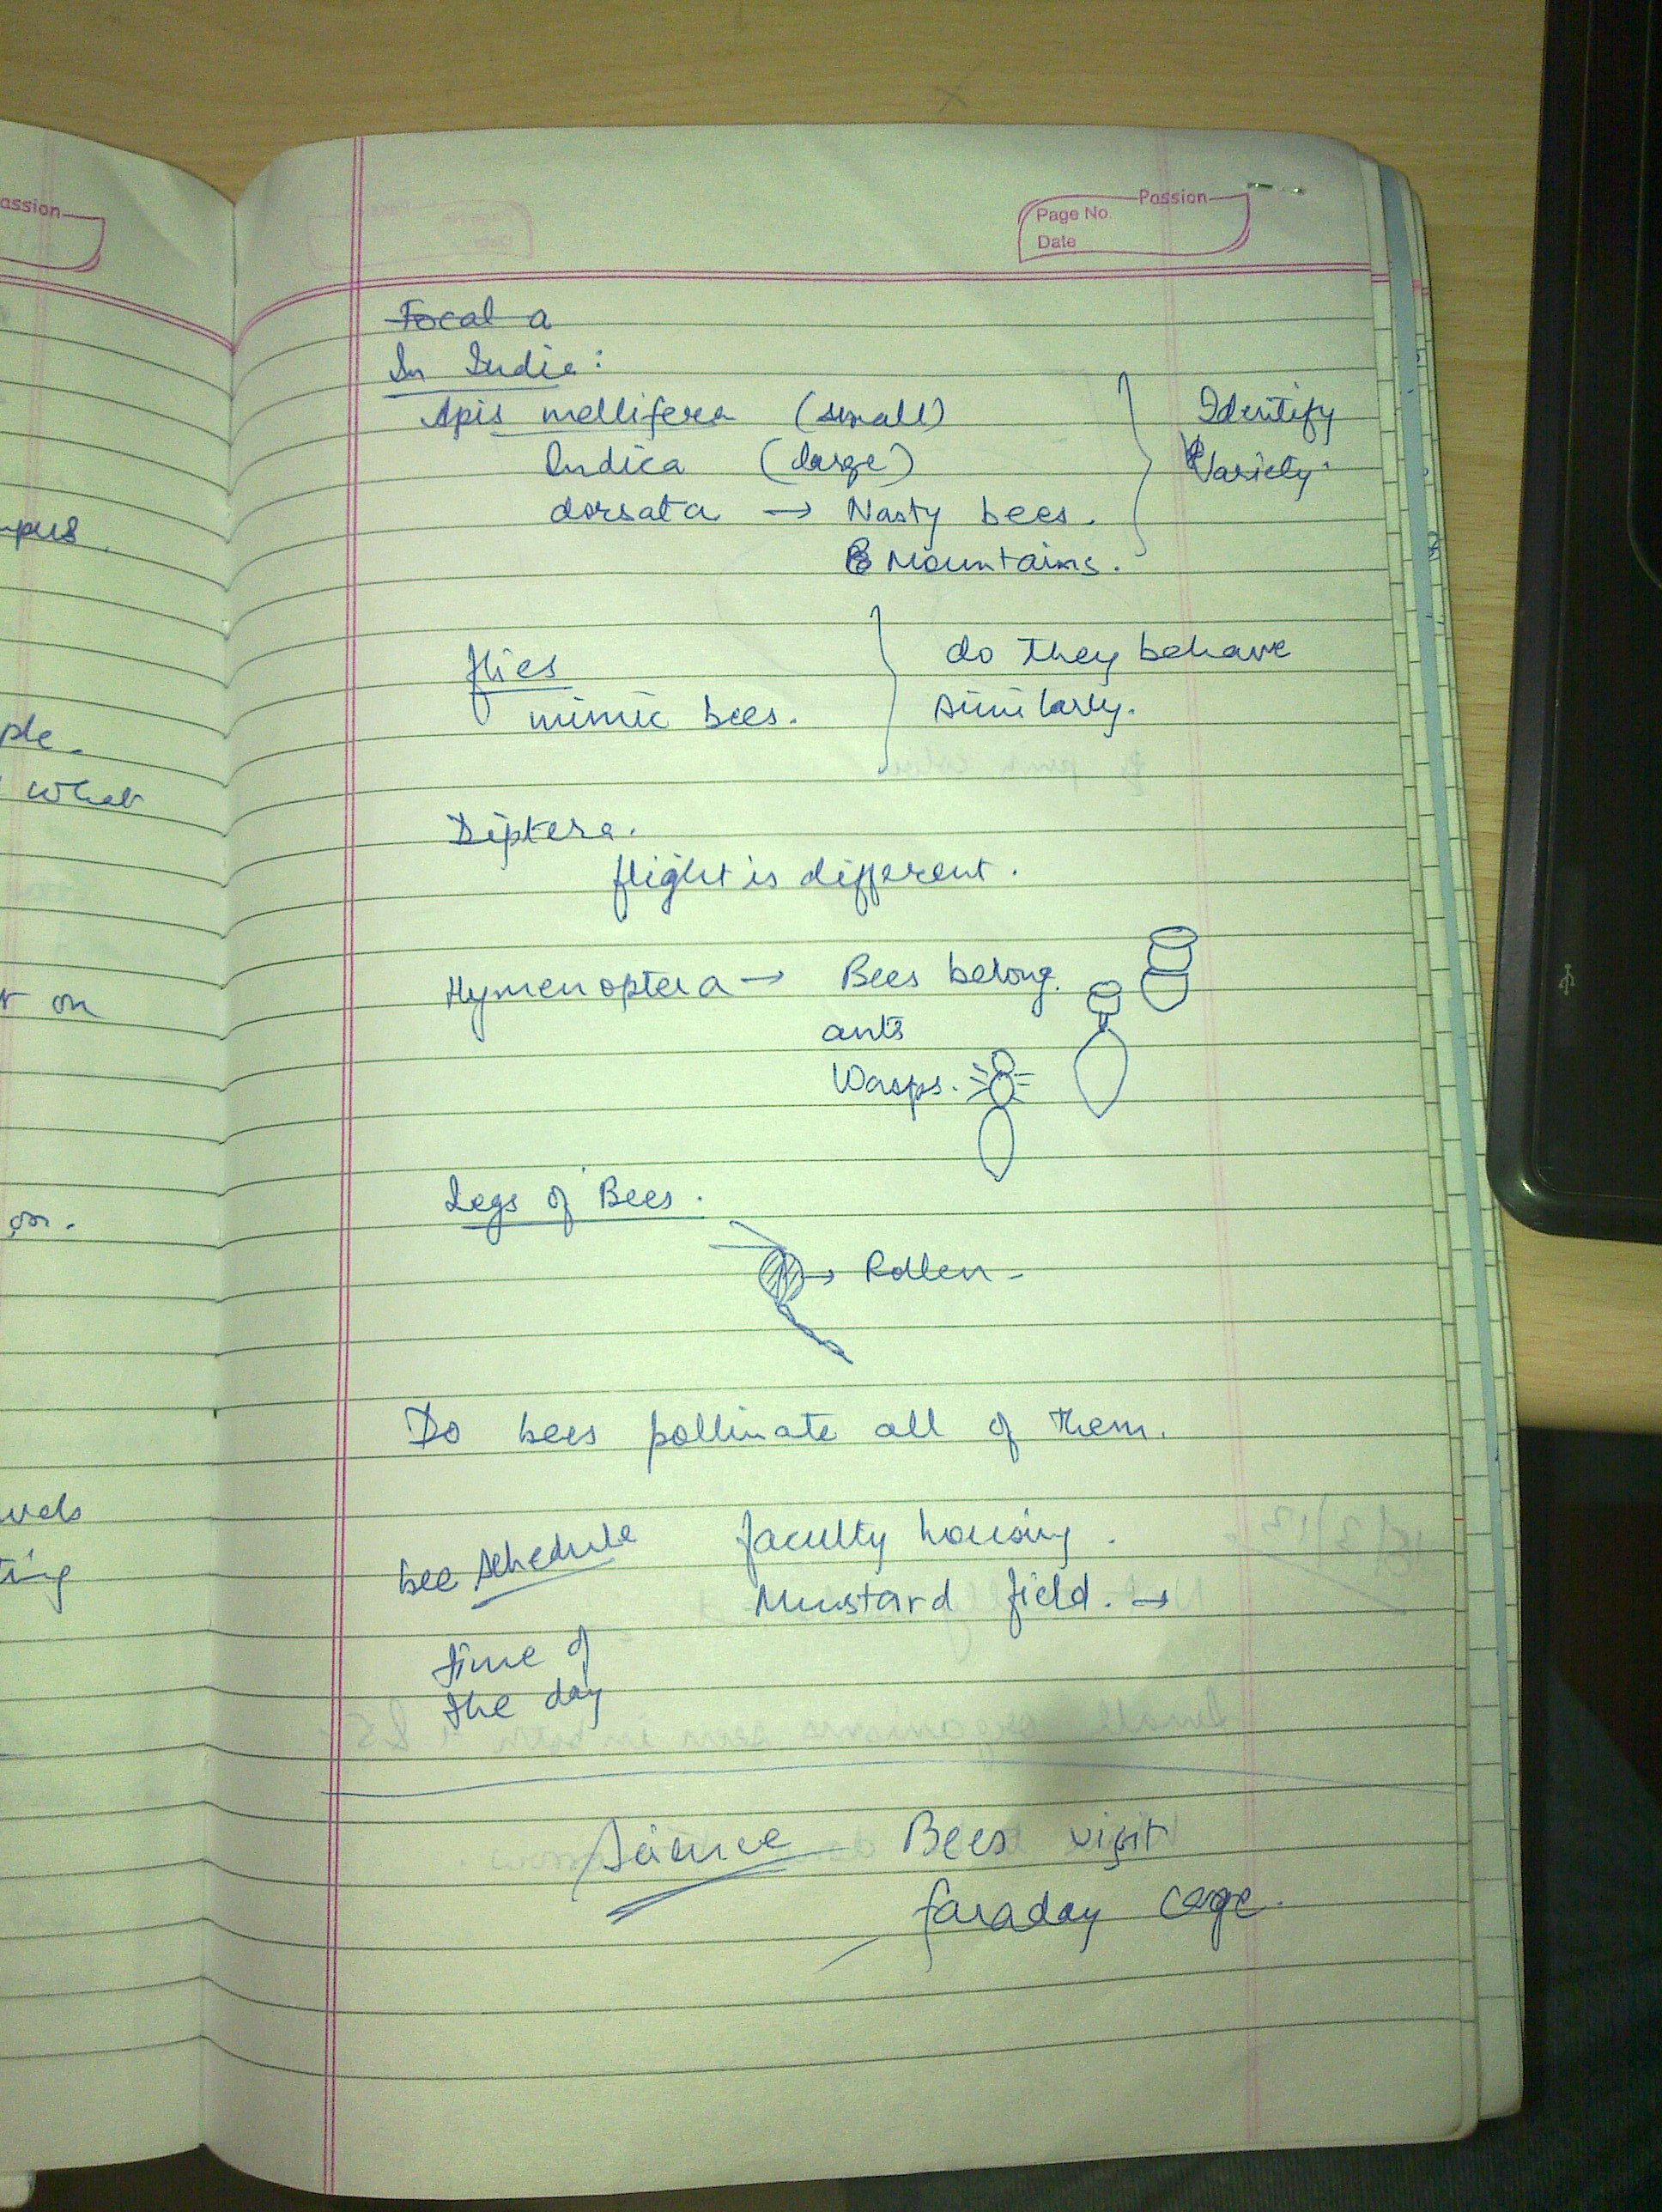 assion
Passion
Page No.
Date
Focal a
In India:
Apis mellifera (small)
Indica (large)
dorsata → Nasty bees.
Mountains.
Identify
Variety.
flies
mimic bees.
do they behave
similarly.
Diptera.
flight is different.
Hymenoptera → Bees belong.
ants
Wasps.
Legs of Bees.
→ Pollen -
Do bees pollinate all of them.
bee schedule
time of
the day
faculty housing.
Mustard field. →
Science
Bees visit
faraday cage.
mpus.
ple.
what
on
on.
ting